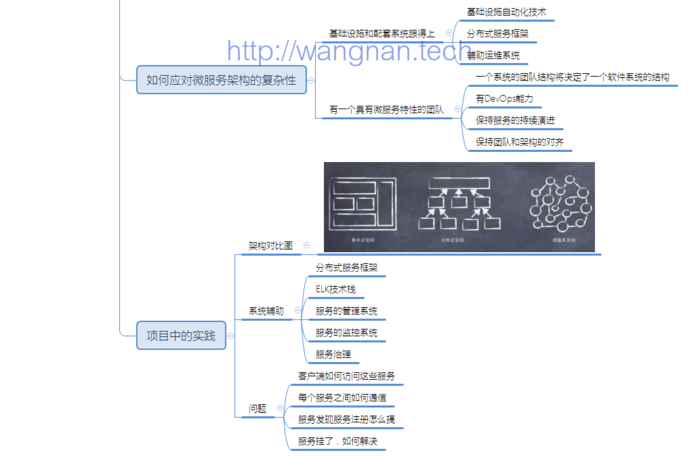 基础设施自动化技术
基础设施和配套系统跟得上
分布式服务框架
http://wangnan.tech
辅助运维系统
如何应对微服务架构的复杂性
一个系统的团队结构将决定了一个软件系统的结构
有DevOps能力
有一个具有微服务特性的团队
保持服务的持续演进
保持团队和架构的对齐
集中式架构
分布式架构
微服务架构
架构对比图
分布式服务框架
ELK技术栈
系统辅助
服务的管理系统
服务的监控系统
项目中的实践
服务治理
客户端如何访问这些服务
每个服务之间如何通信
问题
服务发现服务注册怎么搞
服务挂了，如何解决